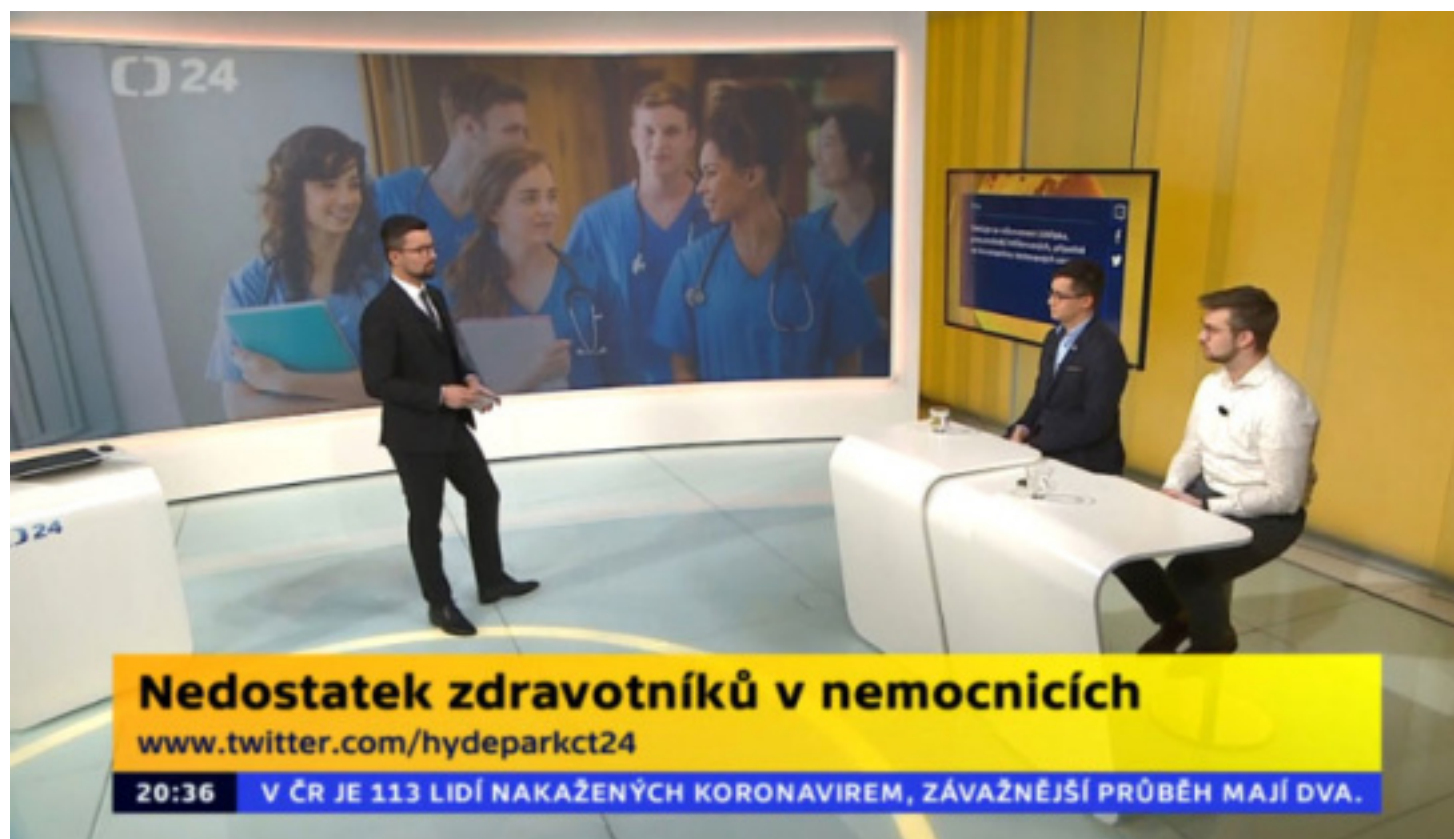 24
24
Nedostatek zdravotníků v nemocnicích
www.twitter.com/hydeparkct24
20:36 V ČR JE 113 LIDÍ NAKAŽENÝCH KORONAVIREM, ZÁVAŽNĚJŠÍ PRŮBĚH MAJÍ DVA.